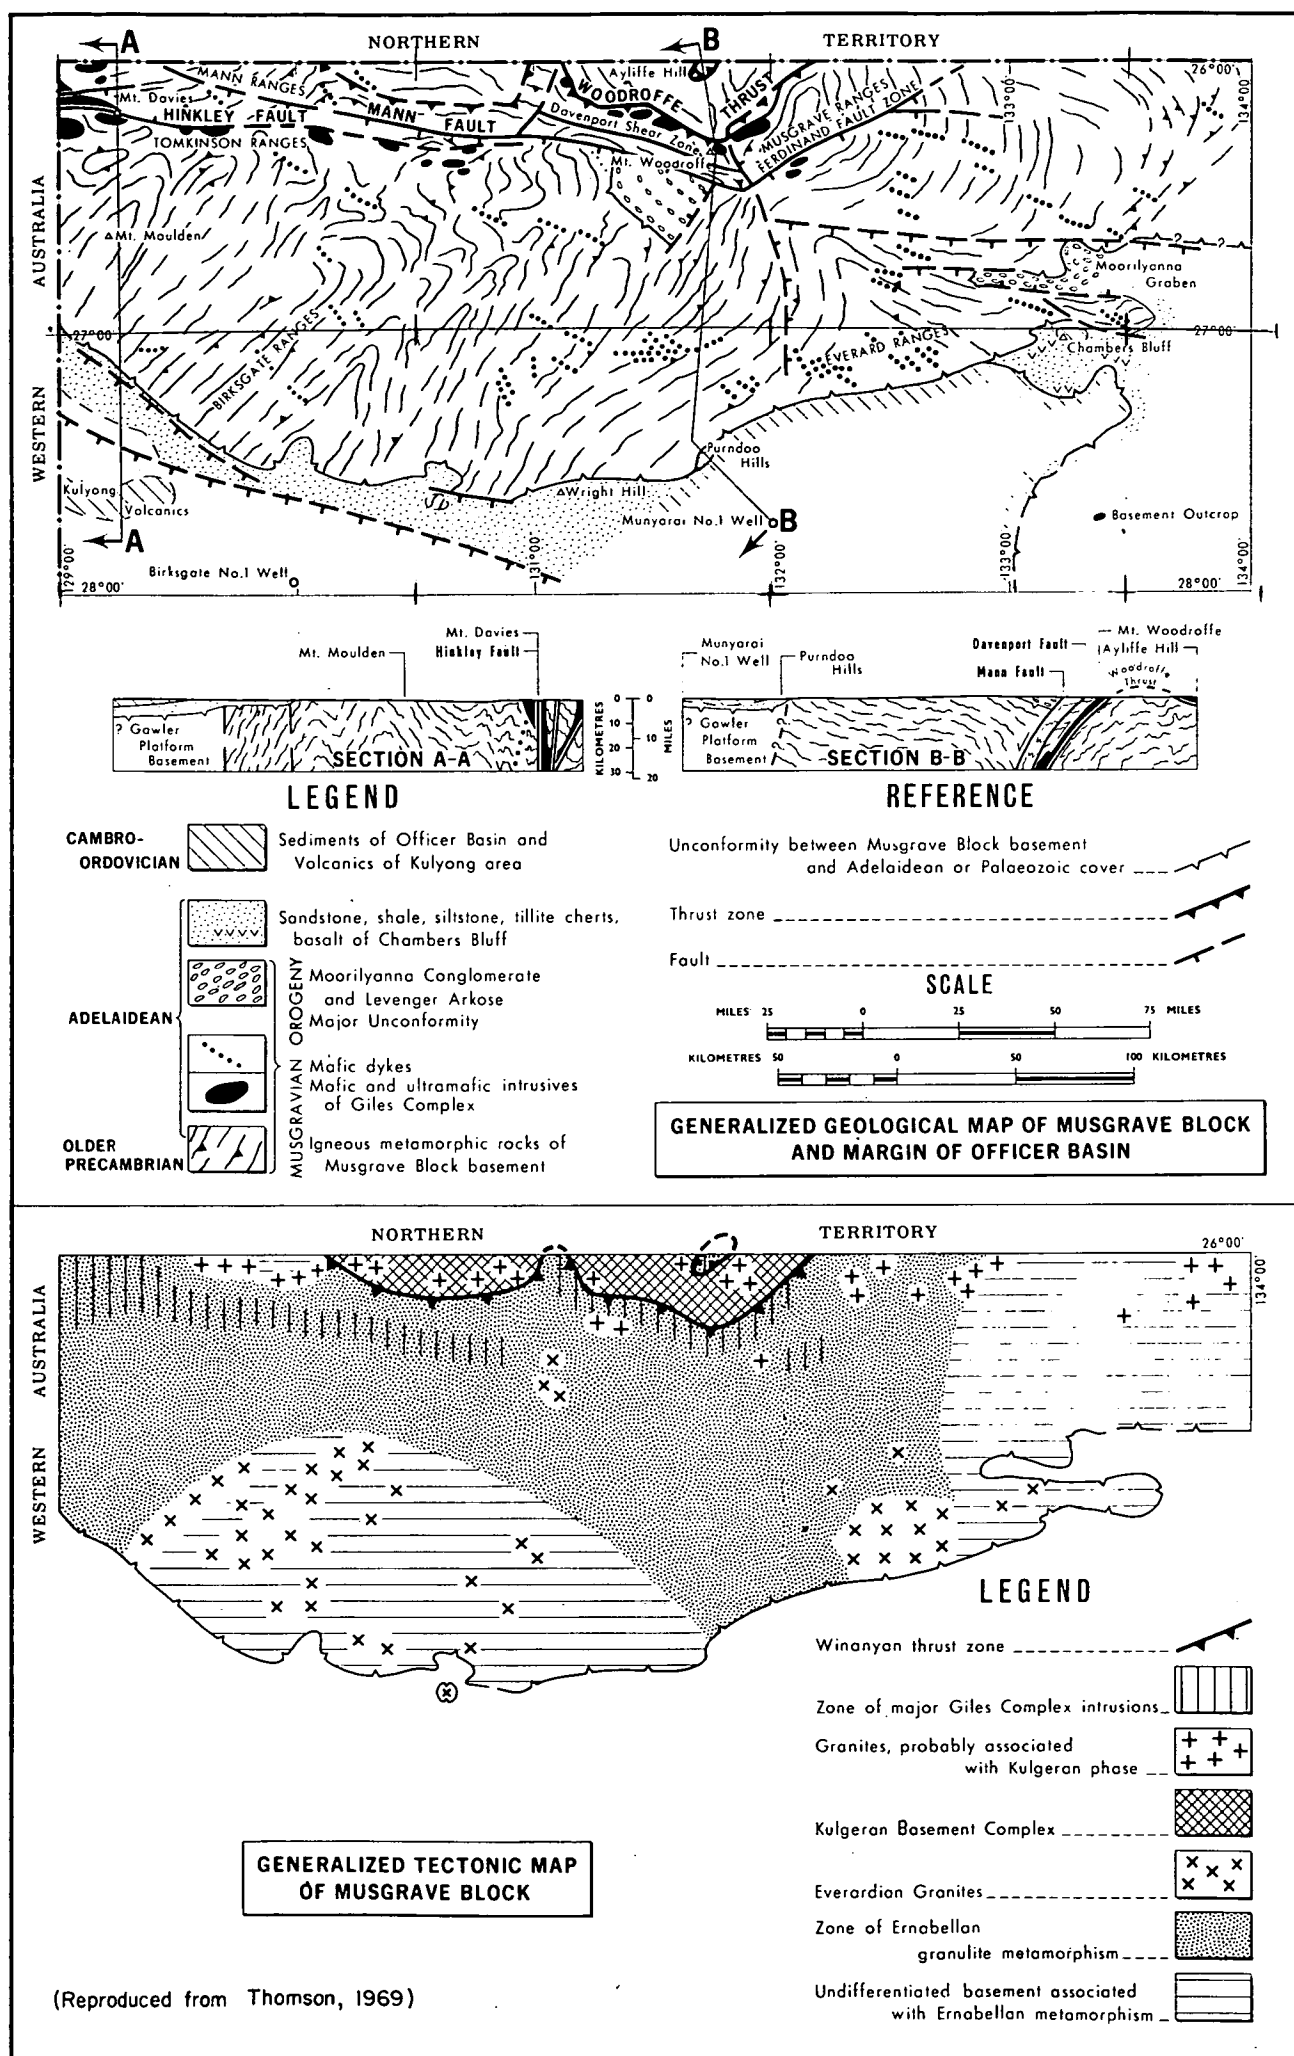 NORTHERN TERRITORY
A
B
26°00'
Ayliffe Hill
MANN RANGES
WOODROFFE THRUST
Mt. Davies
HINKLEY FAULT
MANN FAULT
Davenport Shear Zone
MUSGRAVE RANGES
FERDINAND FAULT ZONE
133°00'
134°00'
TOMKINSON RANGES
Mt. Woodroffe
WESTERN AUSTRALIA
Mt. Moulden
? ?
Moorilyanna
Graben
27°00'
27°00'
BIRKSGATE RANGES
EVERARD RANGES
Chambers Bluff
Purndoo
Hills
Kulyong
Volcanics
Wright Hill
Munyarai No.1 Well
B
Basement Outcrop
A
129°00'
28°00'
Birksgate No.1 Well
131°00'
132°00'
133°00'
28°00'
134°00'
Mt. Moulden
Mt. Davies
Hinkley Fault
Munyarai
No.1 Well
Purndoo
Hills
Davenport Fault
Mann Fault
Mt. Woodroffe
Ayliffe Hill
Woodroffe
Thrust
? Gawler
Platform
Basement
SECTION A-A
KILOMETRES
0
10
20
30
0
10
20
MILES
? Gawler
Platform
Basement
?
?
SECTION B-B
LEGEND
CAMBRO-
ORDOVICIAN
Sediments of Officer Basin and
Volcanics of Kulyong area
ADELAIDEAN
Sandstone, shale, siltstone, tillite cherts,
basalt of Chambers Bluff
MUSGRAVIAN OROGENY
Moorilyanna Conglomerate
and Levenger Arkose
Major Unconformity
Mafic dykes
Mafic and ultramafic intrusives
of Giles Complex
OLDER
PRECAMBRIAN
Igneous metamorphic rocks of
Musgrave Block basement
REFERENCE
Unconformity between Musgrave Block basement
and Adelaidean or Palaeozoic cover
Thrust zone
Fault
SCALE
MILES 25 0 25 50 75 MILES
KILOMETRES 50 0 50 100 KILOMETRES
GENERALIZED GEOLOGICAL MAP OF MUSGRAVE BLOCK
AND MARGIN OF OFFICER BASIN
NORTHERN TERRITORY
26°00'
134°00'
WESTERN AUSTRALIA
LEGEND
Winanyan thrust zone
Zone of major Giles Complex intrusions
Granites, probably associated
with Kulgeran phase
Kulgeran Basement Complex
Everardian Granites
Zone of Ernabellan
granulite metamorphism
Undifferentiated basement associated
with Ernabellan metamorphism
GENERALIZED TECTONIC MAP
OF MUSGRAVE BLOCK
(Reproduced from Thomson, 1969)